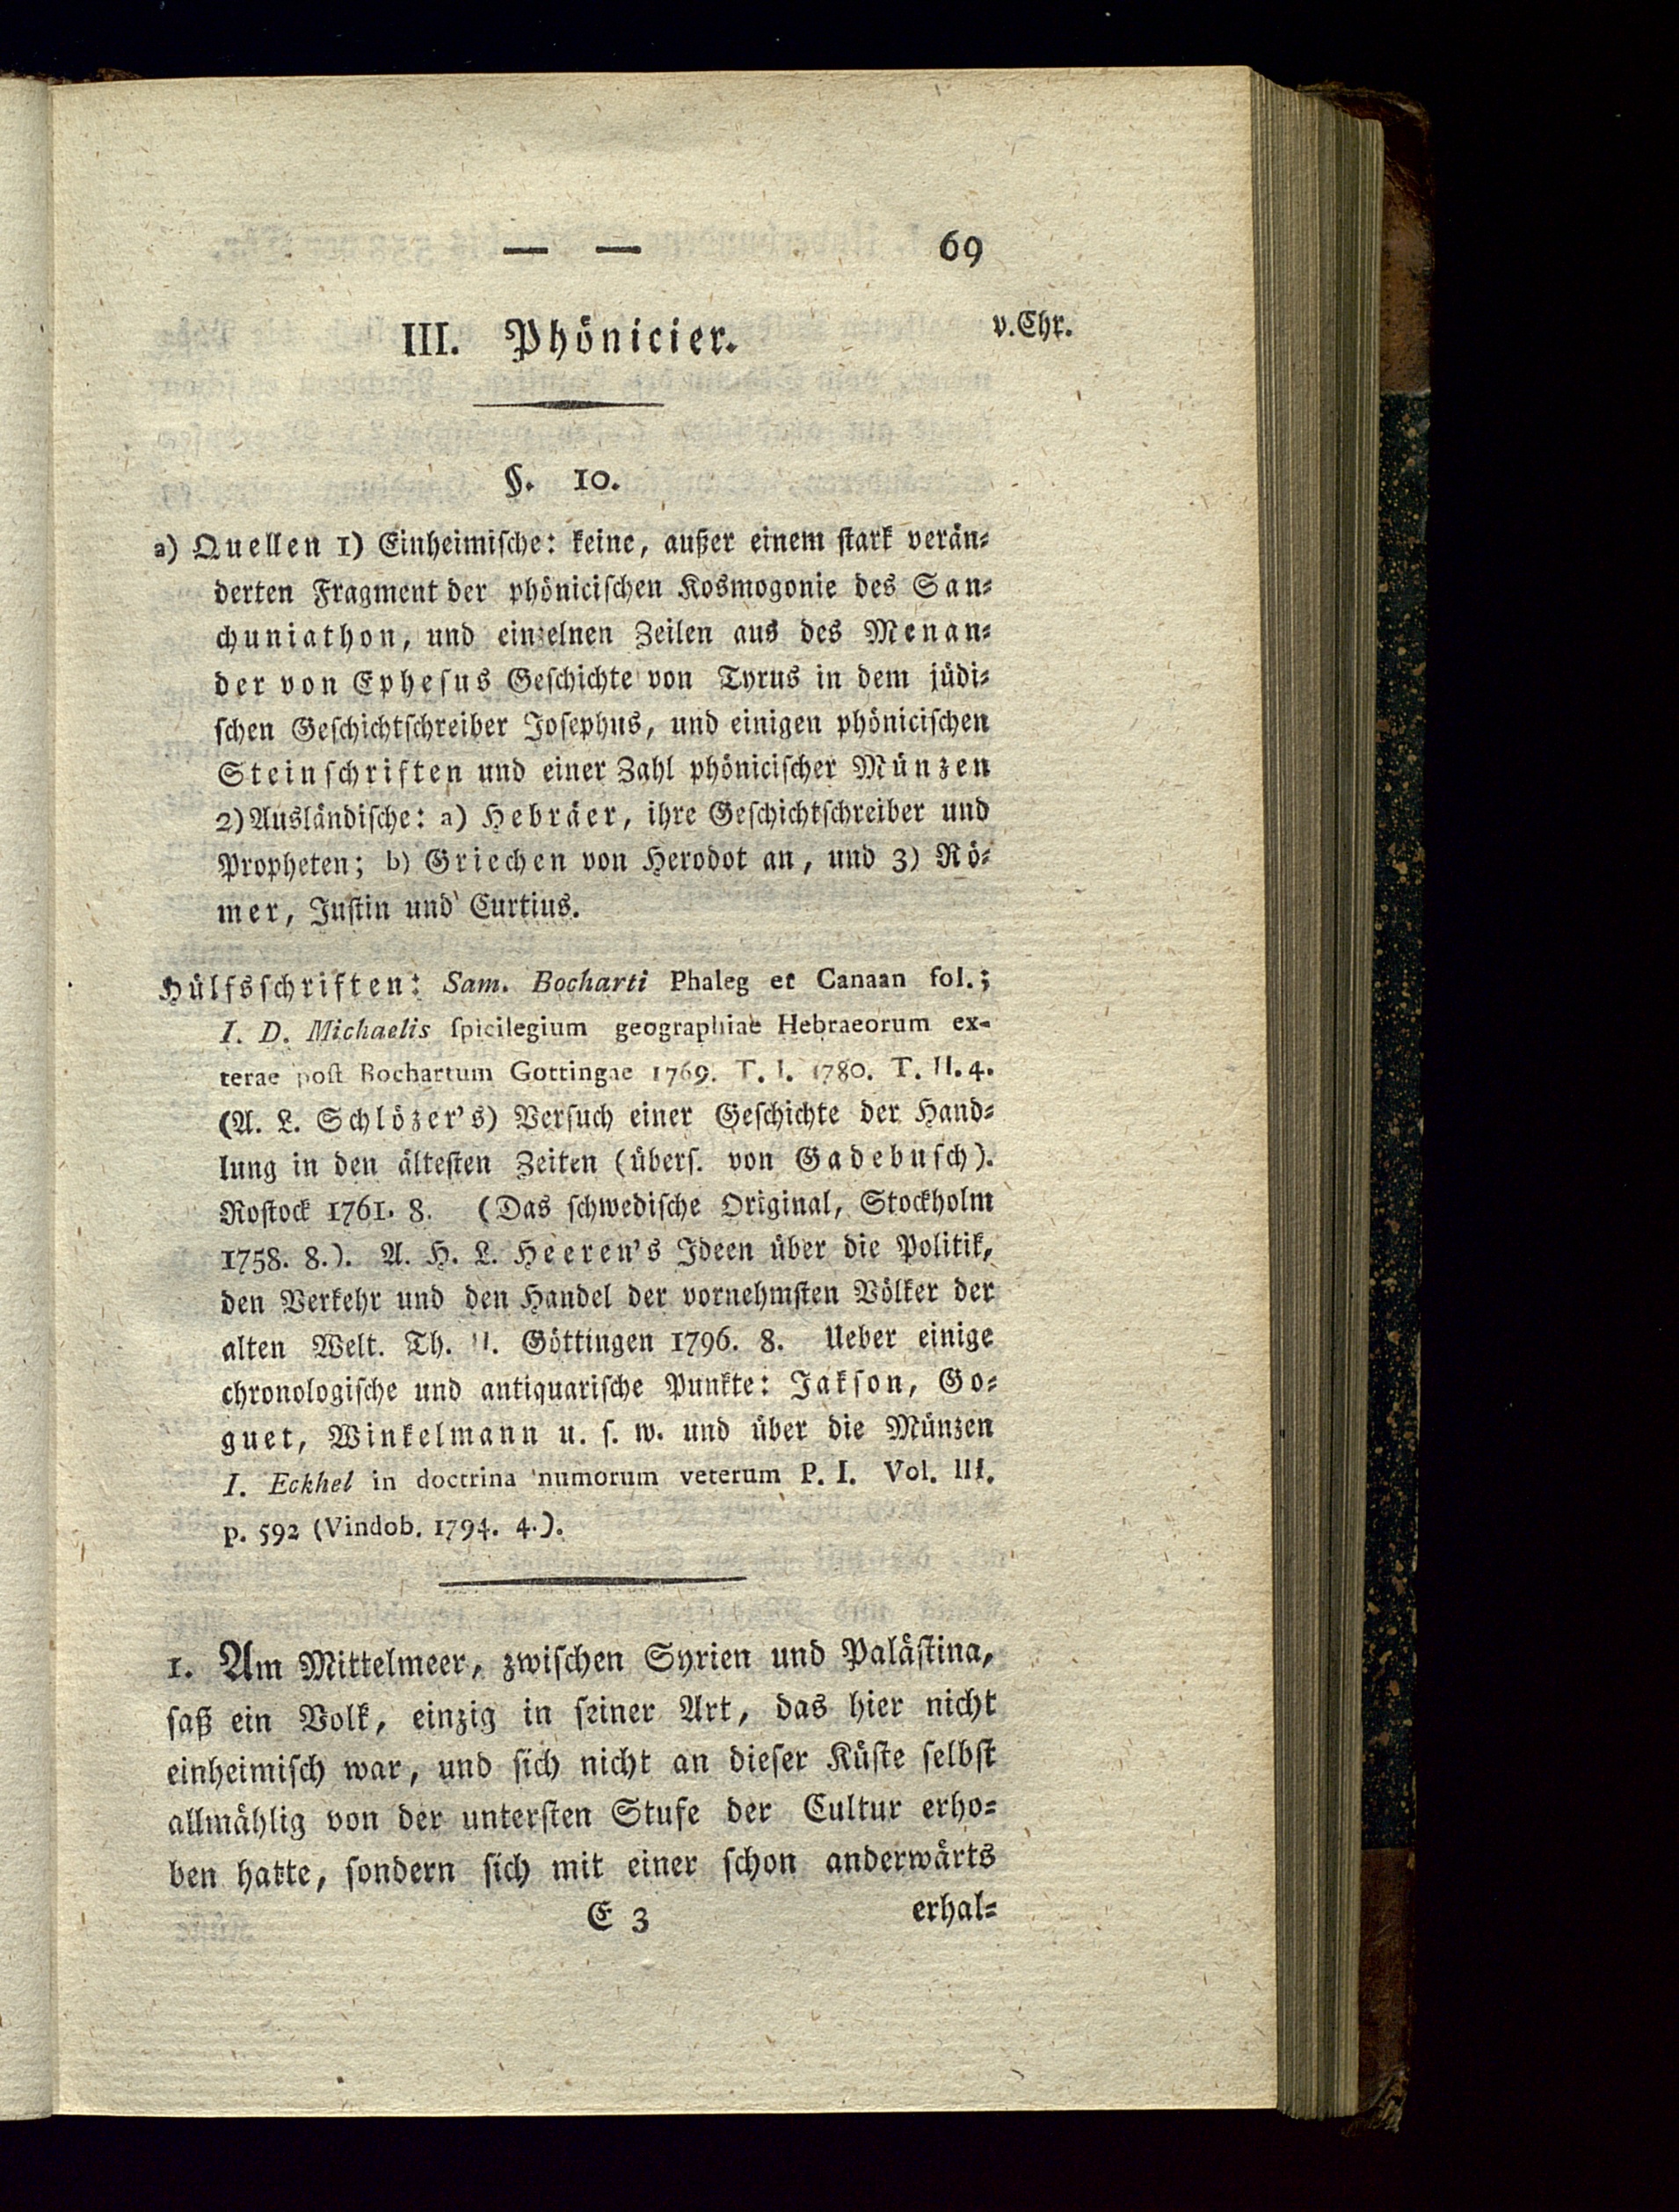 — — 69
III. Phönicier.
v. Chr.
§. 10.
a) Quellen 1) Einheimiſche: keine, außer einem ſtark verän⸗
derten Fragment der phöniciſchen Kosmogonie des San⸗
chuniathon, und einzelnen Zeilen aus des Menan⸗
der von Epheſus Geſchichte von Tyrus in dem jüdi⸗
ſchen Geſchichtſchreiber Joſephus, und einigen phöniciſchen
Steinſchriften und einer Zahl phöniciſcher Münzen
2) Ausländiſche: a) Hebräer, ihre Geſchichtſchreiber und
Propheten; b) Griechen von Herodot an, und 3) Rö⸗
mer, Juſtin und Curtius.
Hülfsſchriften: Sam. Bocharti Phaleg et Canaan fol.;
I. D. Michaelis ſpicilegium geographiae Hebraeorum ex-
terae poſt Bochartum Gottingae 1769. T. I. 1780. T. II. 4.
(A. L. Schlözer's) Verſuch einer Geſchichte der Hand⸗
lung in den älteſten Zeiten (überſ. von Gadebuſch).
Roſtock 1761. 8. (Das ſchwediſche Original, Stockholm
1758. 8.). A. H. L. Heeren's Ideen über die Politik,
den Verkehr und den Handel der vornehmſten Völker der
alten Welt. Th. II. Göttingen 1796. 8. Ueber einige
chronologiſche und antiquariſche Punkte: Jakſon, Go⸗
guet, Winkelmann u. ſ. w. und über die Münzen
I. Eckhel in doctrina numorum veterum P. I. Vol. III.
p. 592 (Vindob. 1794. 4.).
1. Am Mittelmeer, zwiſchen Syrien und Paläſtina,
ſaß ein Volk, einzig in ſeiner Art, das hier nicht
einheimiſch war, und ſich nicht an dieſer Küſte ſelbſt
allmählig von der unterſten Stufe der Cultur erho⸗
ben hatte, ſondern ſich mit einer ſchon anderwärts
E 3 erhal⸗